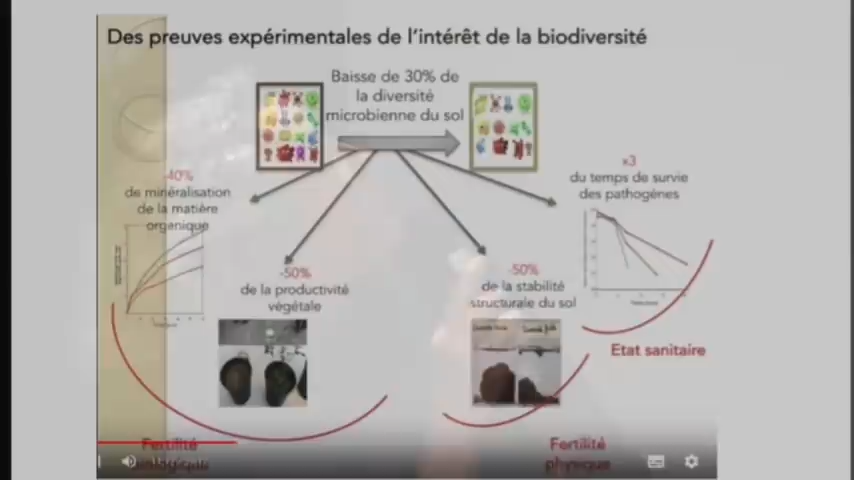 Des preuves expérimentales de l'intérêt de la biodiversité
Baisse de 30% de
la diversité
microbienne du sol
-40%
de minéralisation
de la matière
organique
x3
du temps de survie
des pathogènes
-50%
de la productivité
végétale
-50%
de la stabilité
structurale du sol
Etat sanitaire
Fertilité
biologique
Fertilité
physique